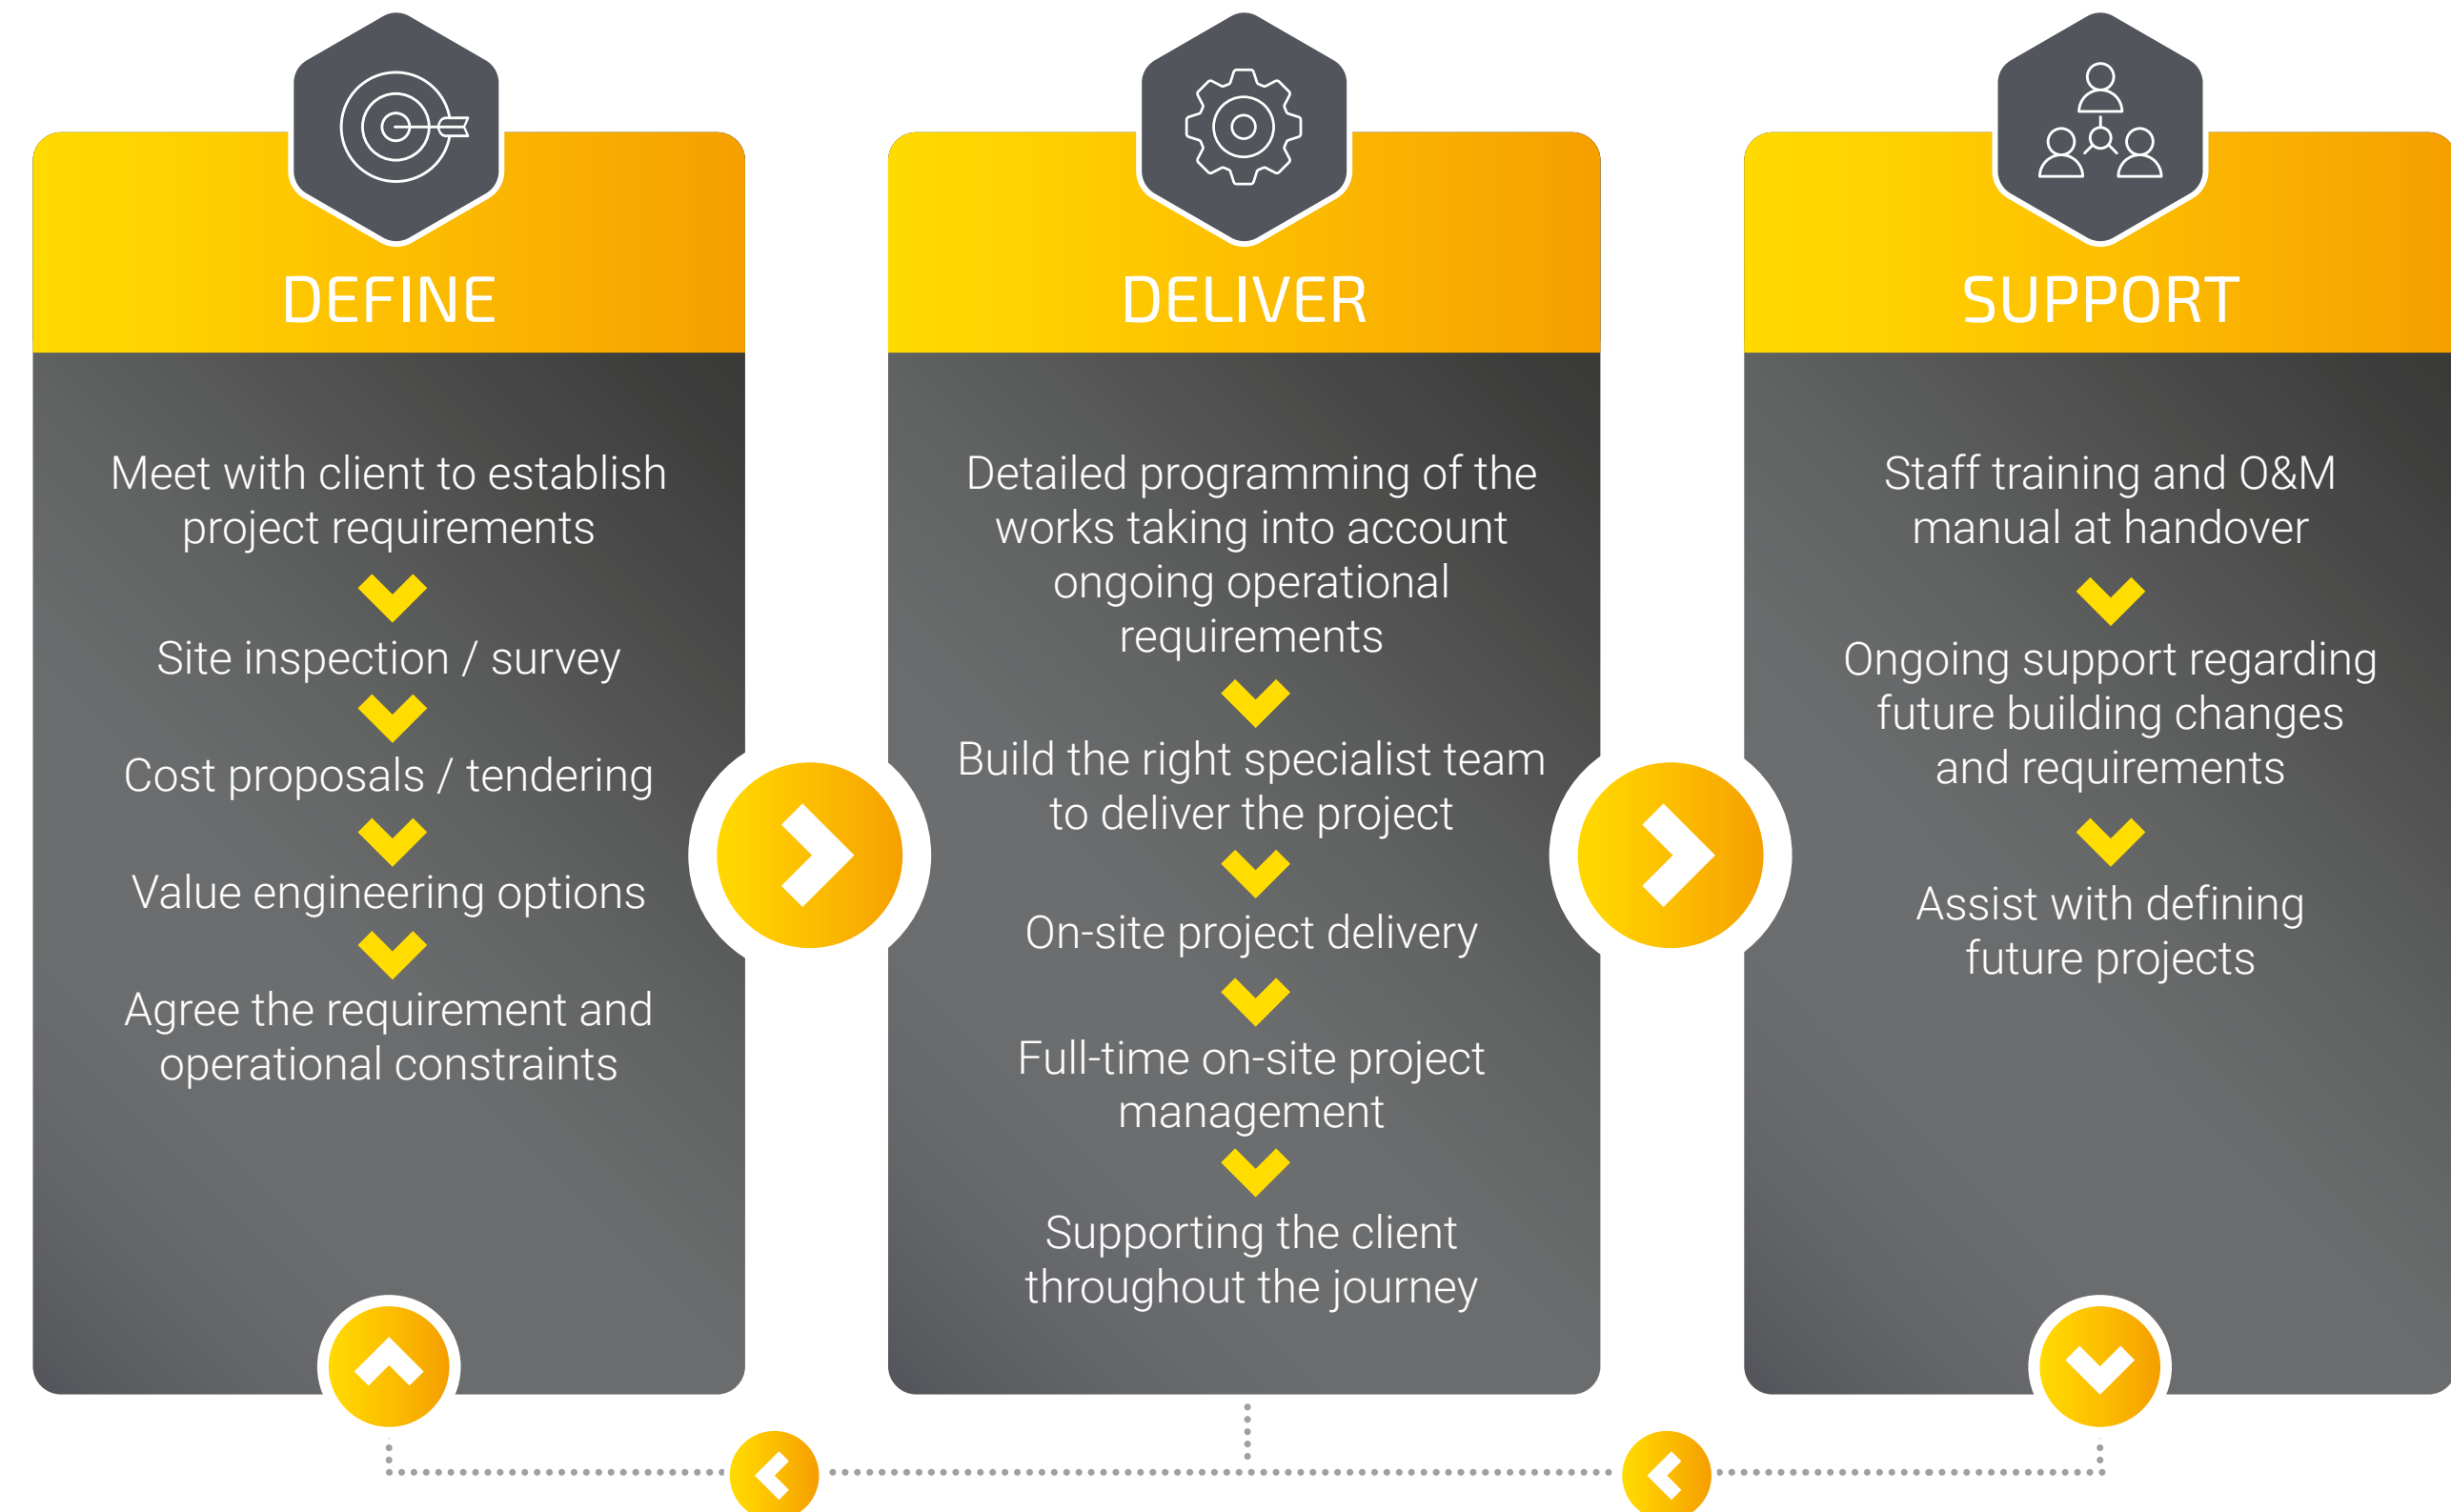 DEFINE
Meet with client to establish
project requirements
Site inspection / survey
Cost proposals / tendering
Value engineering options
Agree the requirement and
operational constraints
DELIVER
Detailed programming of the
works taking into account
ongoing operational
requirements
Build the right specialist team
to deliver the project
On-site project delivery
Full-time on-site project
management
Supporting the client
throughout the journey
SUPPORT
Staff training and O&M
manual at handover
Ongoing support regarding
future building changes
and requirements
Assist with defining
future projects